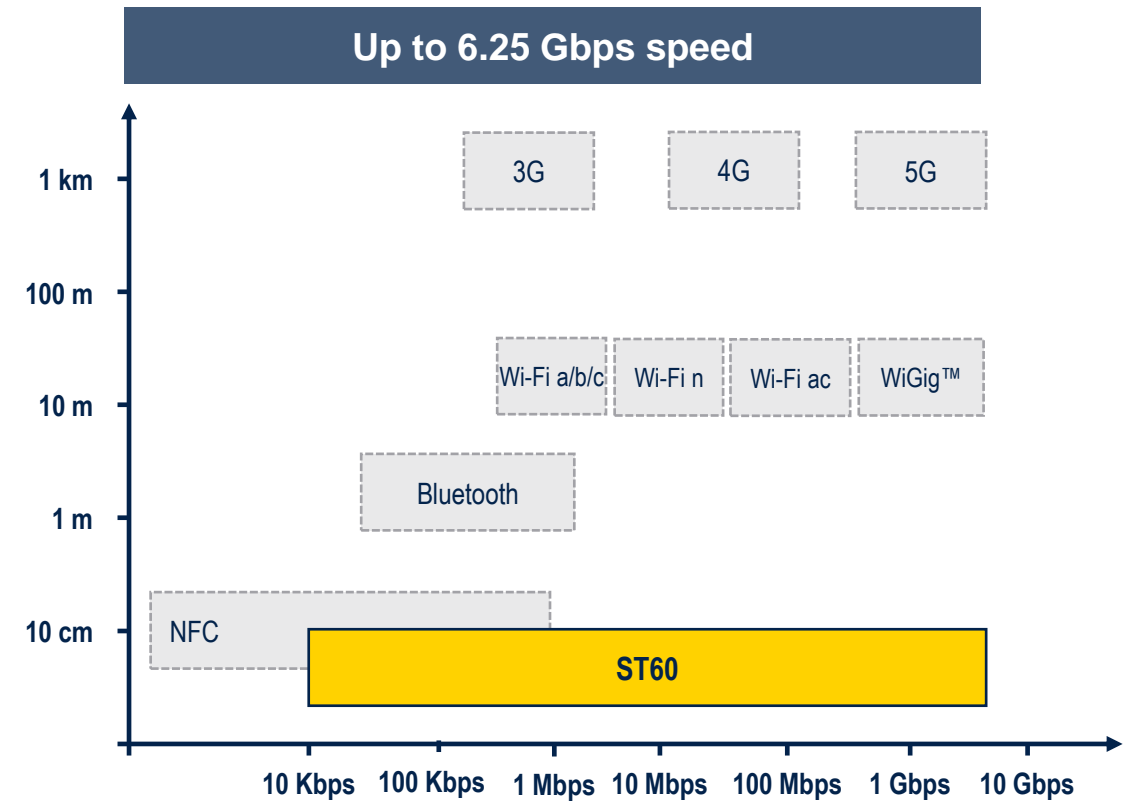 Up to 6.25 Gbps speed
1 km
3G
4G
5G
100 m
Wi-Fi a/b/c
Wi-Fi n
Wi-Fi ac
WiGig™
10 m
Bluetooth
1 m
NFC
10 cm
ST60
10 Kbps
100 Kbps
1 Mbps
10 Mbps
100 Mbps
1 Gbps
10 Gbps